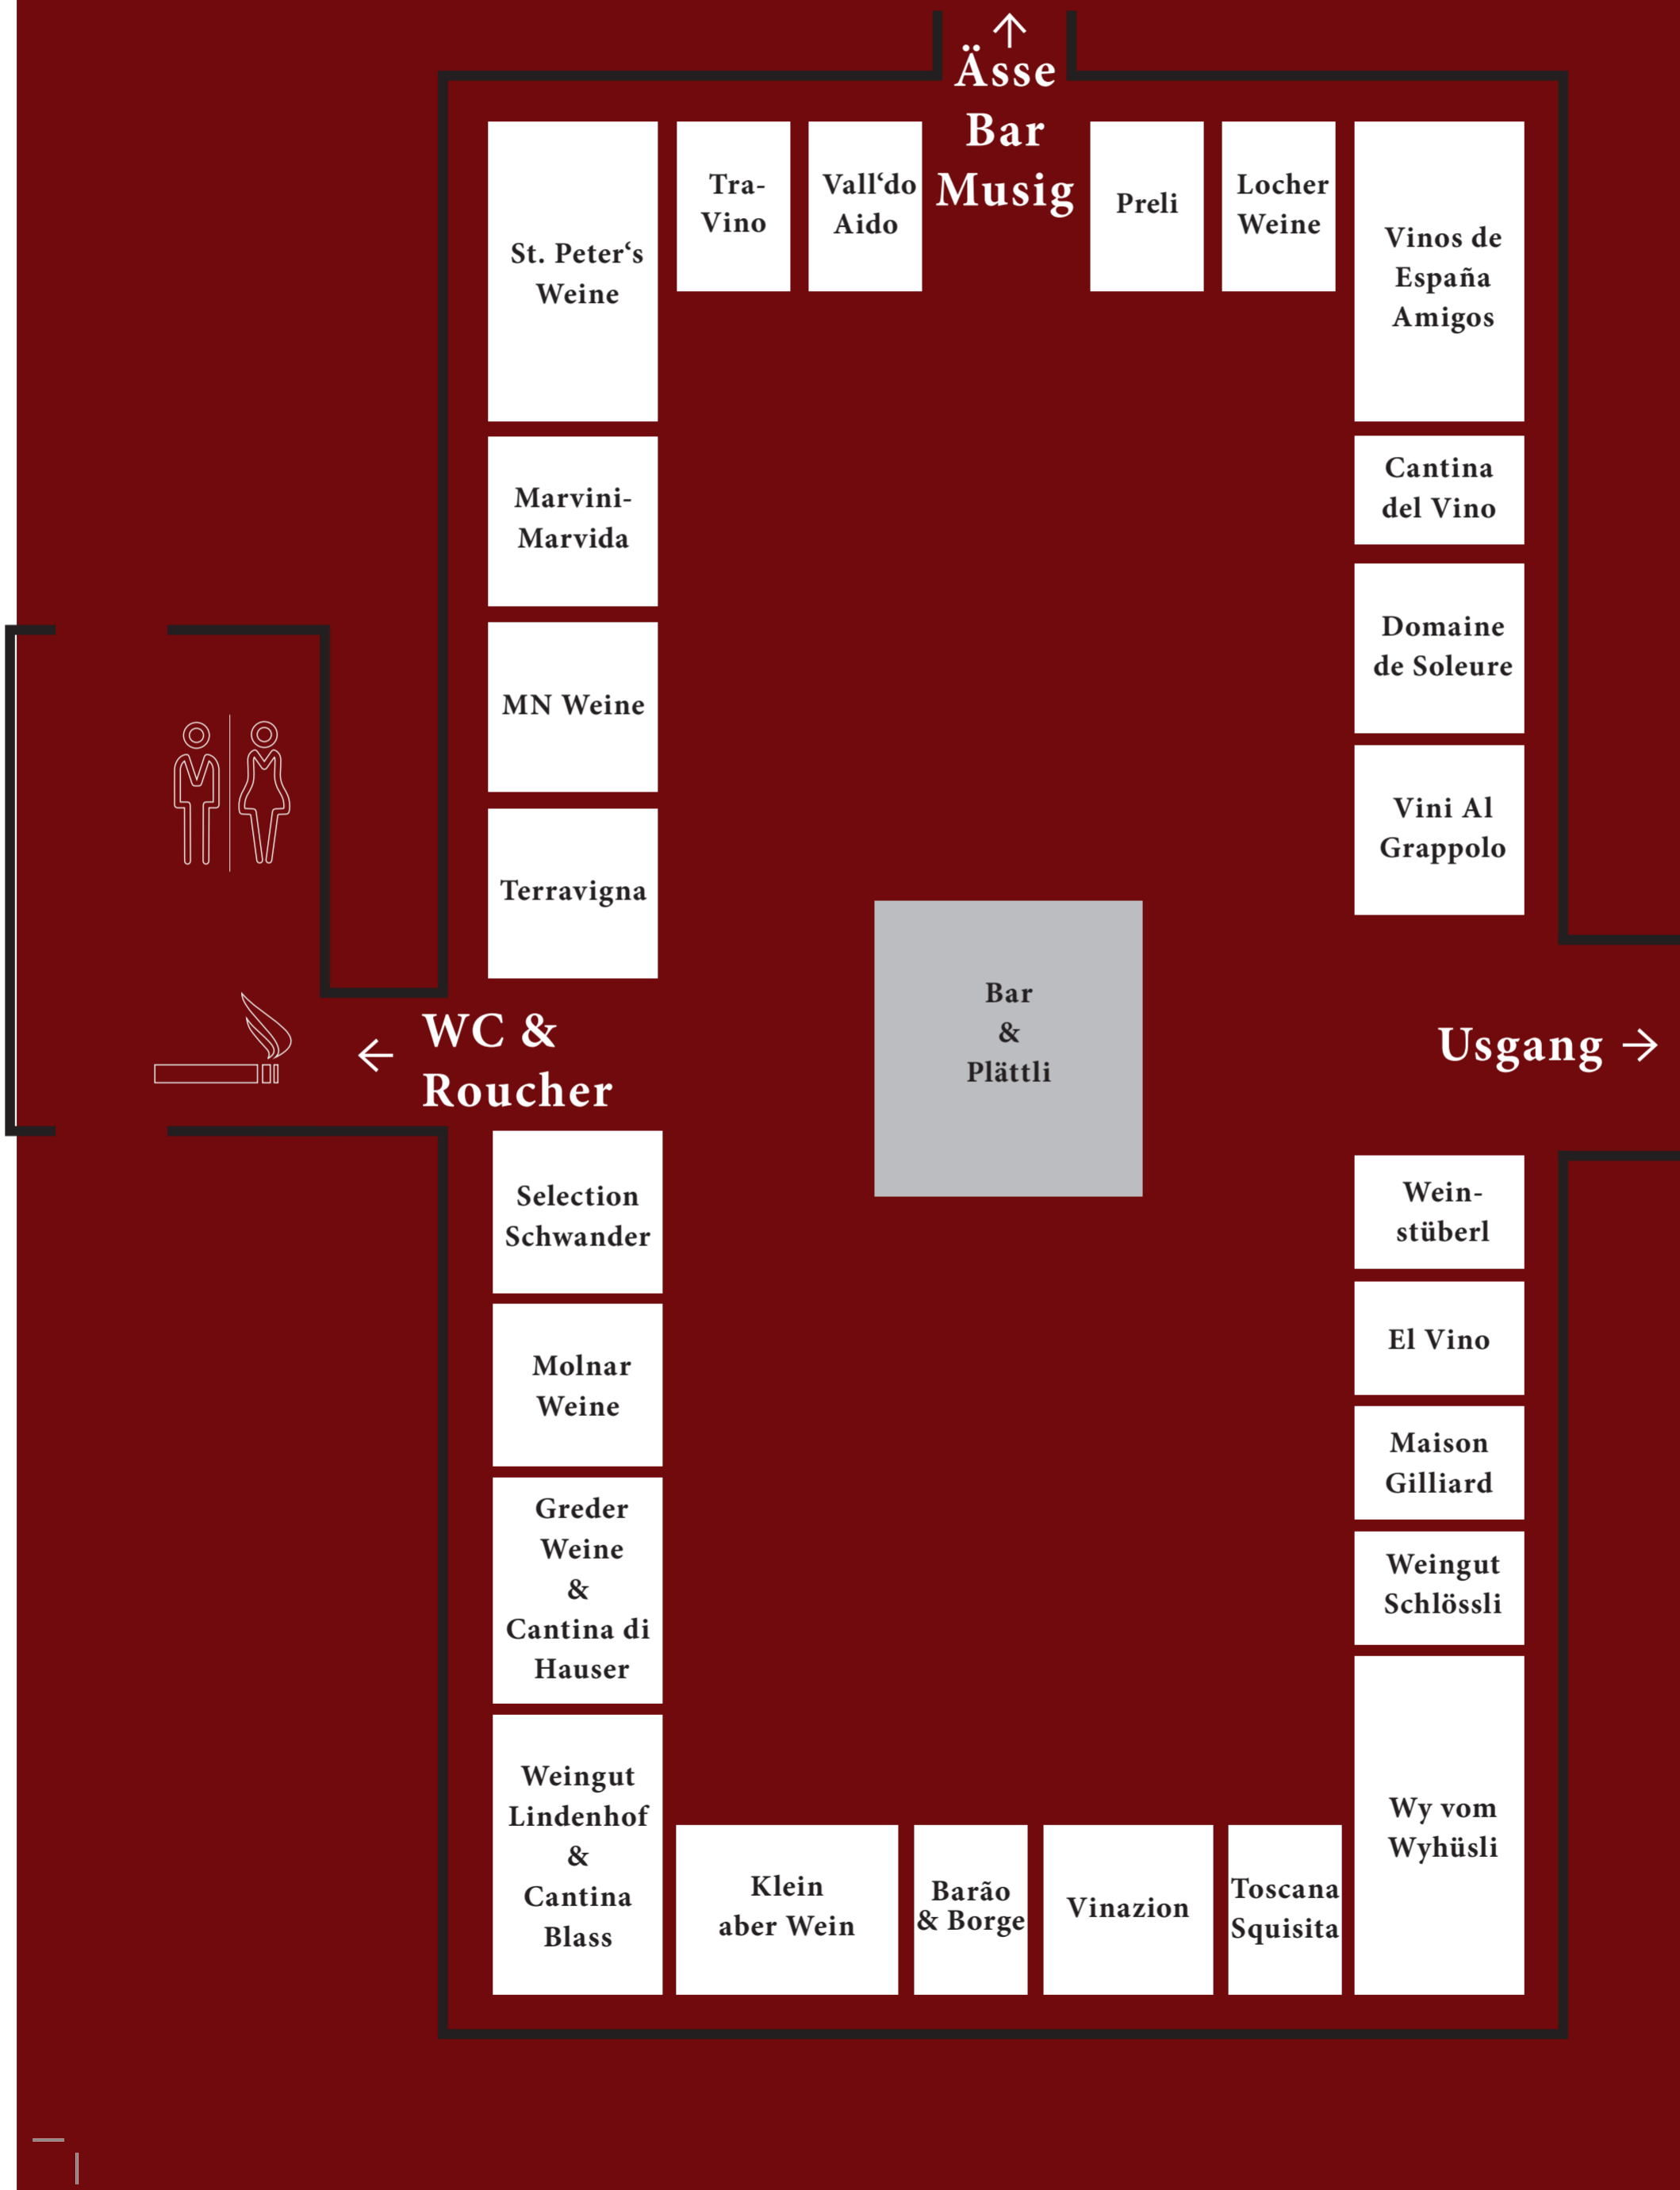 Ässe
Bar
Musig
St. Peter‘s
Weine
Tra-
Vino
Vall‘do
Aido
Preli
Locher
Weine
Vinos de
España
Amigos
Marvini-
Marvida
MN Weine
Terravigna
Cantina
del Vino
Domaine
de Soleure
Vini Al
Grappolo
WC &
Roucher
Bar
&
Plättli
Usgang
Selection
Schwander
Molnar
Weine
Greder
Weine
&
Cantina di
Hauser
Weingut
Lindenhof
&
Cantina
Blass
Wein-
stüberl
El Vino
Maison
Gilliard
Weingut
Schlössli
Wy vom
Wyhüsli
Klein
aber Wein
Barão
& Borge
Vinazion
Toscana
Squisita